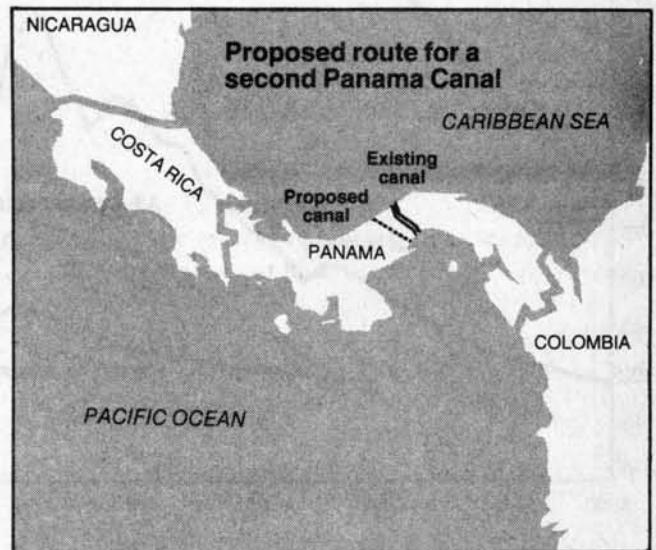 NICARAGUA
Proposed route for a
second Panama Canal
CARIBBEAN SEA
COSTA RICA
Existing
canal
Proposed
canal
PANAMA
COLOMBIA
PACIFIC OCEAN